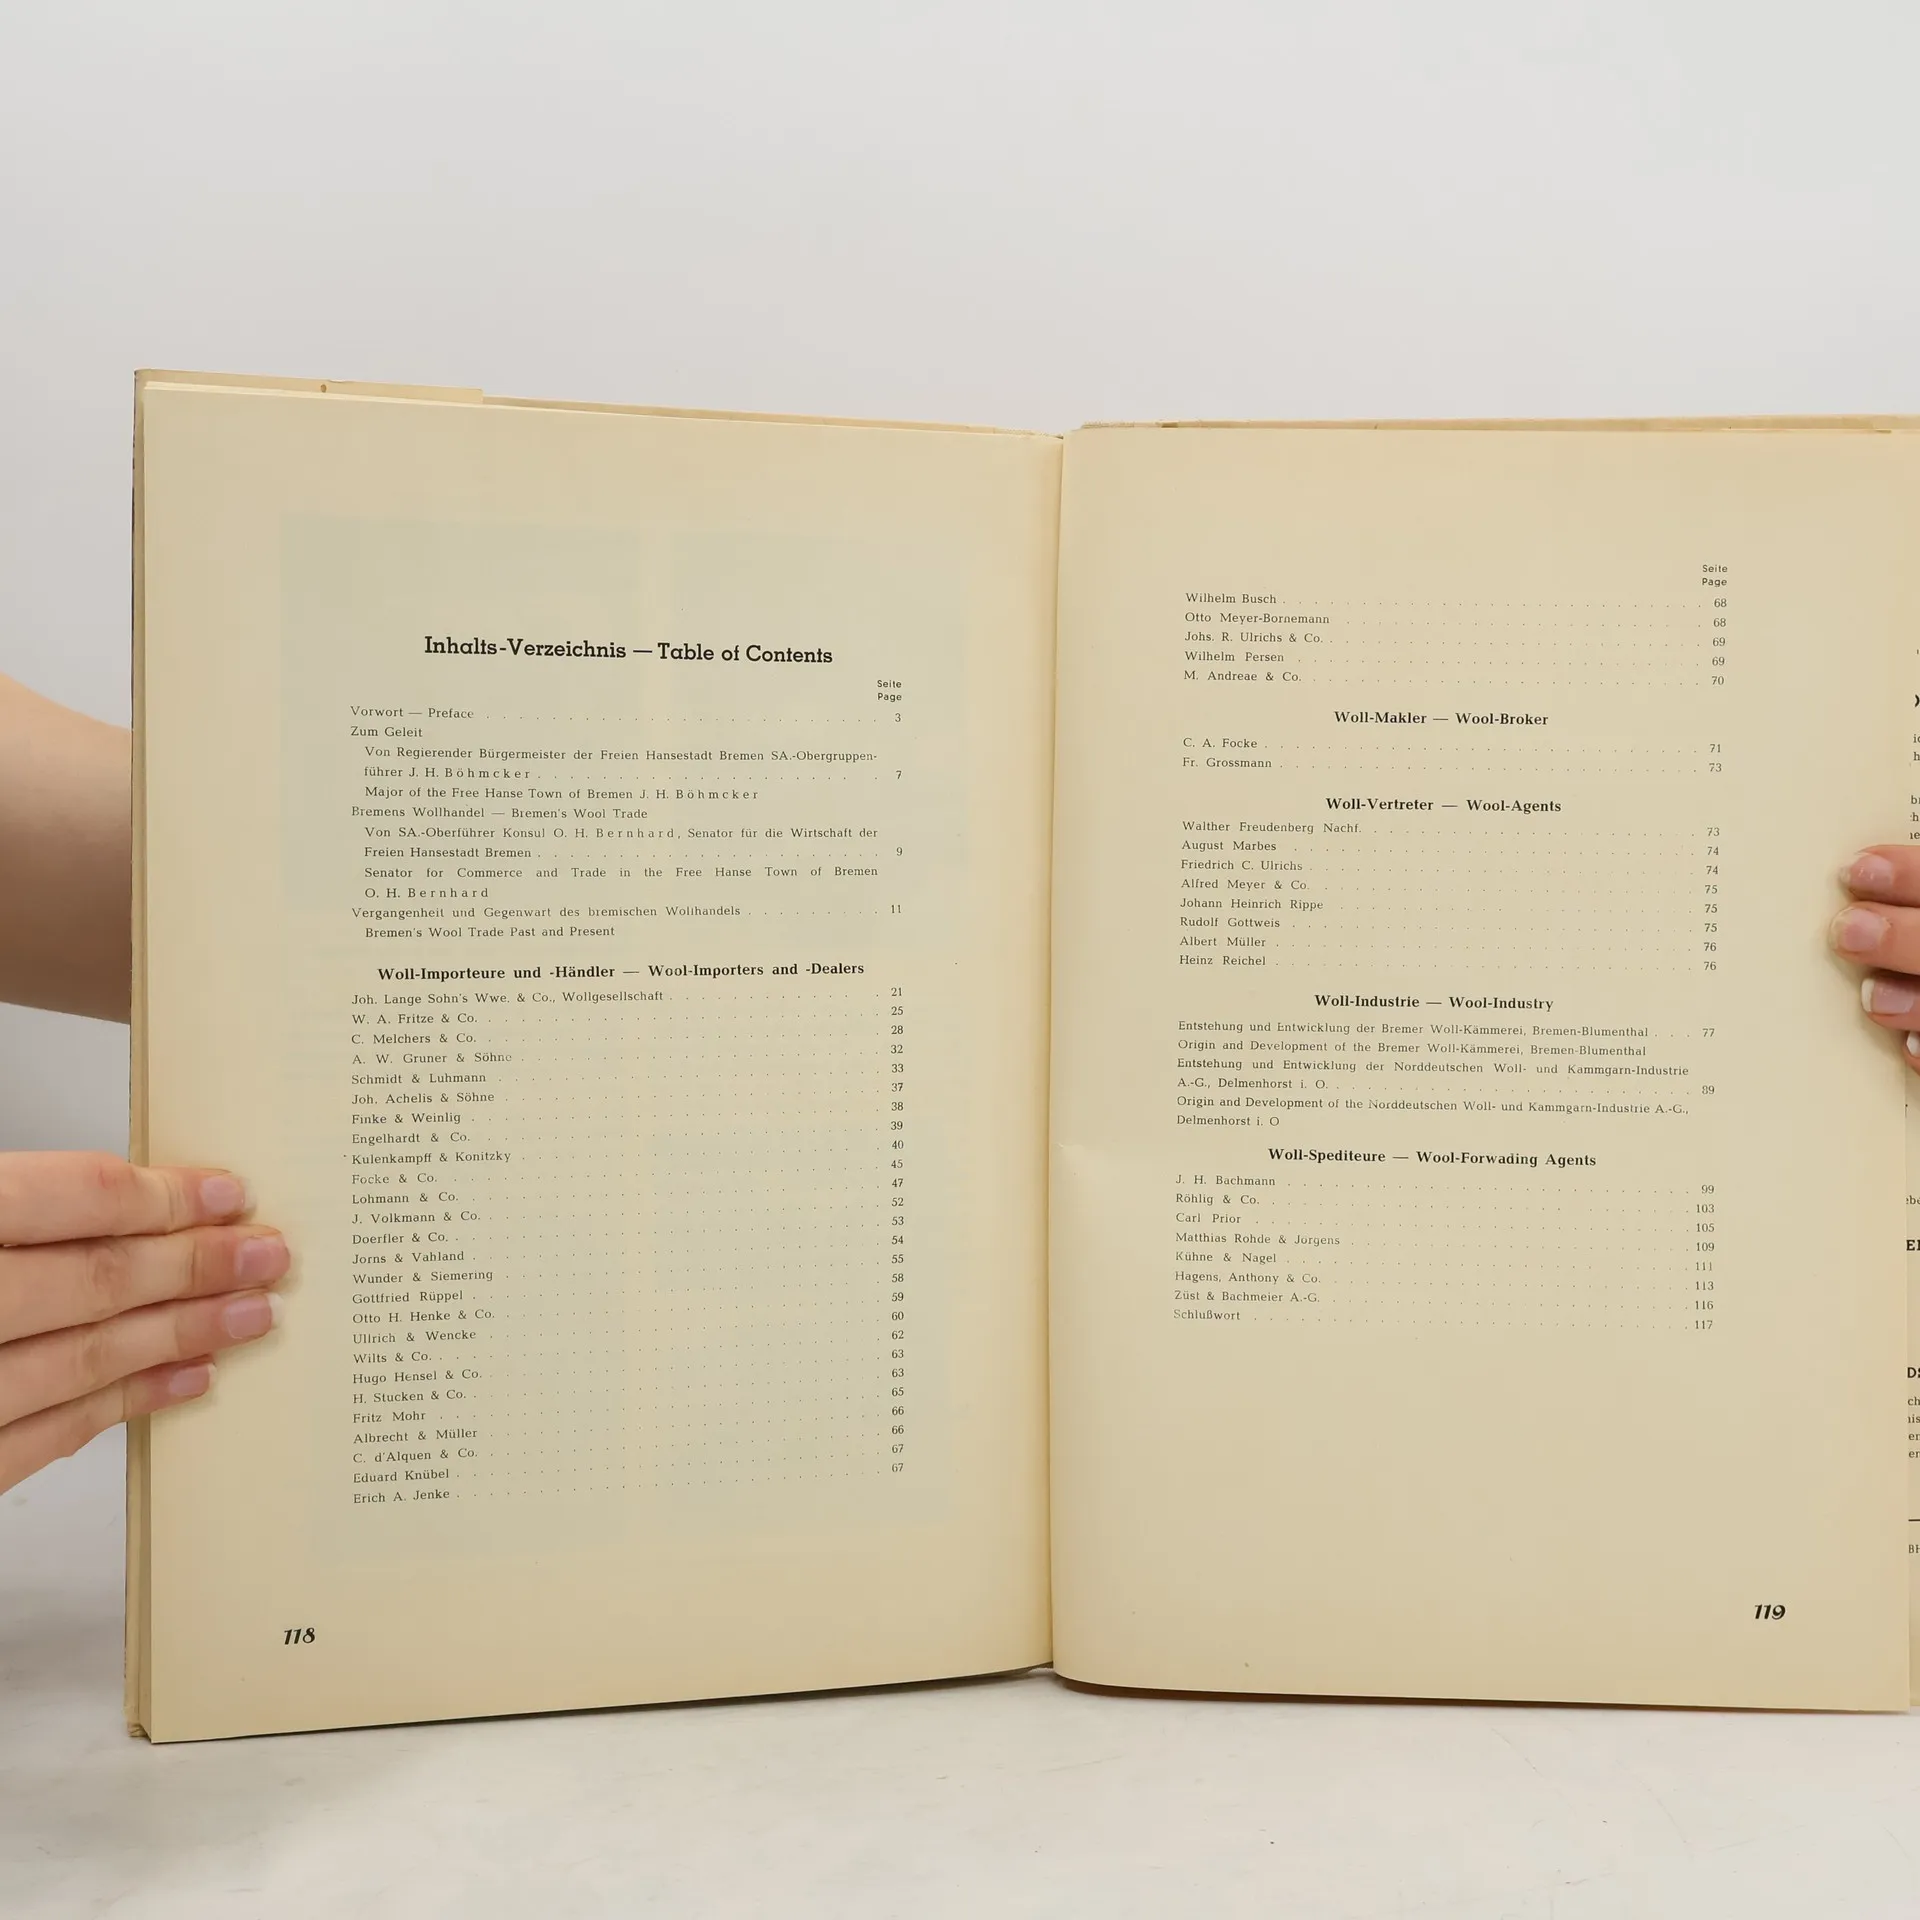 Inhalts-Verzeichnis — Table of Contents
Seite
Page
Vorwort — Preface 3
Zum Geleit
Von Regierender Bürgermeister der Freien Hansestadt Bremen SA.-Obergruppen-
führer J. H. Böhmcker 7
Major of the Free Hanse Town of Bremen J. H. Böhmcker
Bremens Wollhandel — Bremen's Wool Trade
Von SA.-Oberführer Konsul O. H. Bernhard, Senator für die Wirtschaft der
Freien Hansestadt Bremen 9
Senator for Commerce and Trade in the Free Hanse Town of Bremen
O. H. Bernhard
Vergangenheit und Gegenwart des bremischen Wollhandels 11
Bremen's Wool Trade Past and Present
Woll-Importeure und -Händler — Wool-Importers and -Dealers
Joh. Lange Sohn's Wwe. & Co., Wollgesellschaft 21
W. A. Fritze & Co. 25
C. Melchers & Co. 28
A. W. Gruner & Söhne 32
Schmidt & Luhmann 33
Joh. Achelis & Söhne 37
Finke & Weinlig 38
Engelhardt & Co. 39
Kulenkampff & Konitzky 40
Focke & Co. 45
Lohmann & Co. 47
J. Volkmann & Co. 52
Doerfler & Co. 53
Jorns & Vahland 54
Wunder & Siemering 55
Gottfried Rüppel 58
Otto H. Henke & Co. 59
Ullrich & Wencke 60
Wilts & Co. 62
Hugo Hensel & Co. 63
H. Stucken & Co. 63
Fritz Mohr 65
Albrecht & Müller 66
C. d'Alquen & Co. 66
Eduard Knübel 67
Erich A. Jenke 67
118
Seite
Page
Wilhelm Busch 68
Otto Meyer-Bornemann 68
Johs. R. Ulrichs & Co. 69
Wilhelm Persen 69
M. Andreae & Co. 70
Woll-Makler — Wool-Broker
C. A. Focke 71
Fr. Grossmann 73
Woll-Vertreter — Wool-Agents
Walther Freudenberg Nachf. 73
August Marbes 74
Friedrich C. Ulrichs 74
Alfred Meyer & Co. 75
Johann Heinrich Rippe 75
Rudolf Gottweis 75
Albert Müller 76
Heinz Reichel 76
Woll-Industrie — Wool-Industry
Entstehung und Entwicklung der Bremer Woll-Kämmerei, Bremen-Blumenthal 77
Origin and Development of the Bremer Woll-Kämmerei, Bremen-Blumenthal
Entstehung und Entwicklung der Norddeutschen Woll- und Kammgarn-Industrie
A.-G., Delmenhorst i. O. 89
Origin and Development of the Norddeutschen Woll- und Kammgarn-Industrie A.-G.,
Delmenhorst i. O
Woll-Spediteure — Wool-Forwading Agents
J. H. Bachmann 99
Röhlig & Co. 103
Carl Prior 105
Matthias Rohde & Jörgens 109
Kühne & Nagel 111
Hagens, Anthony & Co. 113
Züst & Bachmeier A.-G. 116
Schlußwort 117
119